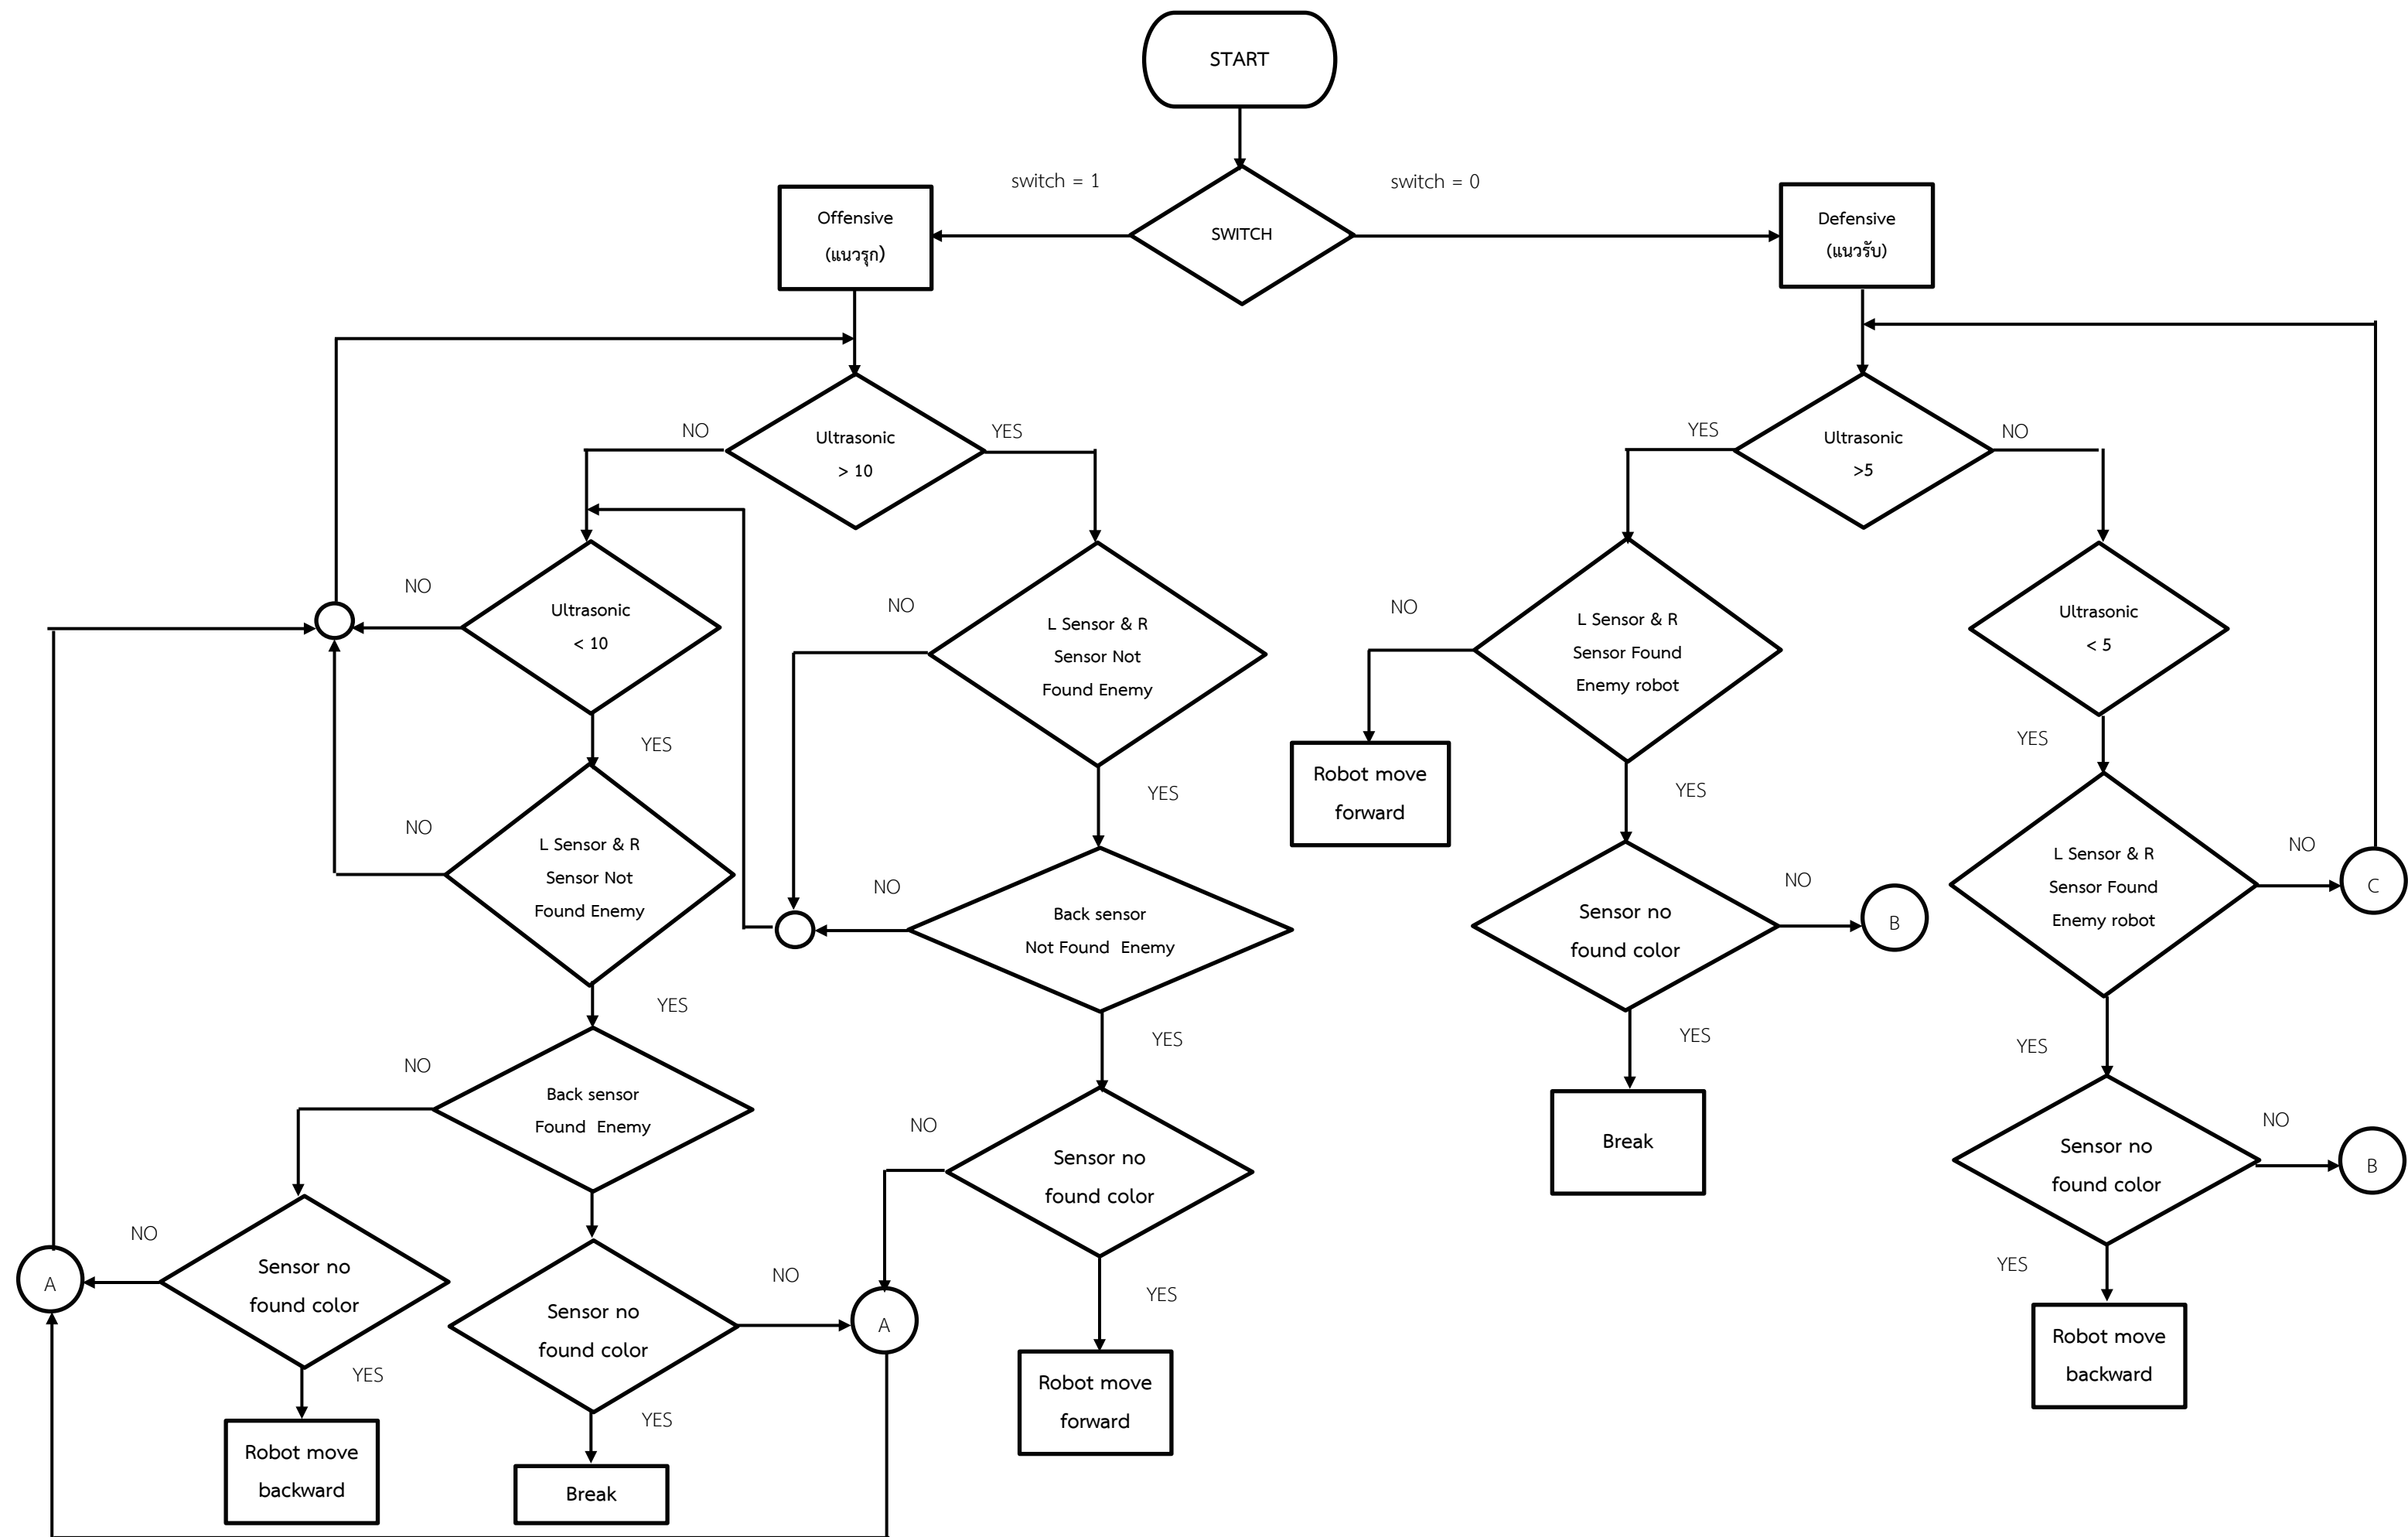 START
switch = 1
switch = 0
Offensive
(แนวรุก)
SWITCH
Defensive
(แนวรับ)
NO
Ultrasonic
> 10
YES
YES
Ultrasonic
>5
NO
NO
Ultrasonic
< 10
NO
L Sensor & R
Sensor Not
Found Enemy
NO
L Sensor & R
Sensor Found
Enemy robot
Ultrasonic
< 5
YES
YES
YES
YES
Robot move
forward
NO
L Sensor & R
Sensor Not
Found Enemy
NO
Back sensor
Not Found  Enemy
Sensor no
found color
NO
B
L Sensor & R
Sensor Found
Enemy robot
NO
C
YES
YES
YES
YES
NO
Back sensor
Found  Enemy
NO
Sensor no
found color
Break
Sensor no
found color
NO
B
NO
A
Sensor no
found color
Sensor no
found color
NO
A
YES
YES
YES
YES
Robot move
backward
Break
Robot move
forward
Robot move
backward